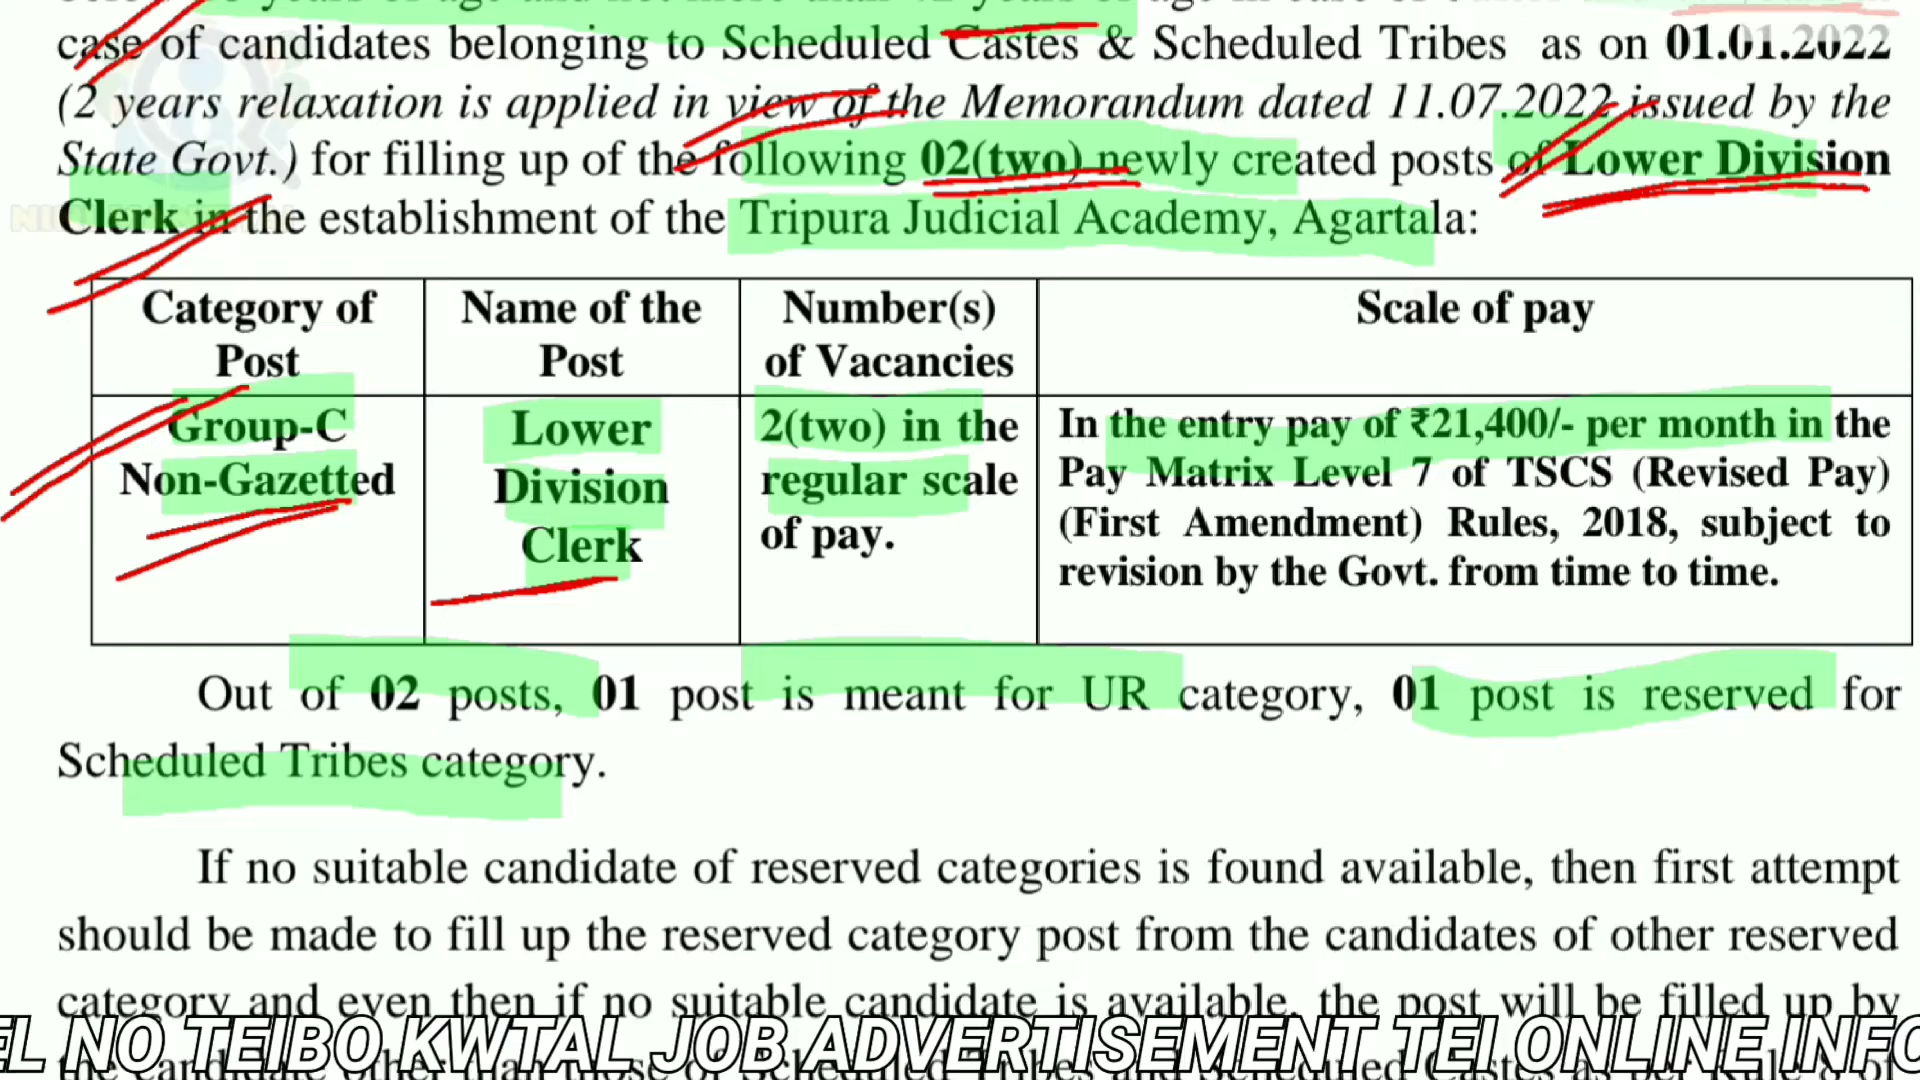 case of candidates belonging to Scheduled Castes & Scheduled Tribes as on 01.01.2022
(2 years relaxation is applied in view of the Memorandum dated 11.07.2022 issued by the
State Govt.) for filling up of the following 02(two) newly created posts of Lower Division
Clerk in the establishment of the Tripura Judicial Academy, Agartala:
Category of
Post
Name of the
Post
Number(s)
of Vacancies
Scale of pay
Group-C
Non-Gazetted
Lower
Division
Clerk
2(two) in the
regular scale
of pay.
In the entry pay of ₹21,400/- per month in the
Pay Matrix Level 7 of TSCS (Revised Pay)
(First Amendment) Rules, 2018, subject to
revision by the Govt. from time to time.
Out of 02 posts, 01 post is meant for UR category, 01 post is reserved for
Scheduled Tribes category.
If no suitable candidate of reserved categories is found available, then first attempt
should be made to fill up the reserved category post from the candidates of other reserved
category and even then if no suitable candidate is available, the post will be filled up by
EL NO TEIBO KWTAL JOB ADVERTISEMENT TEI ONLINE INFO